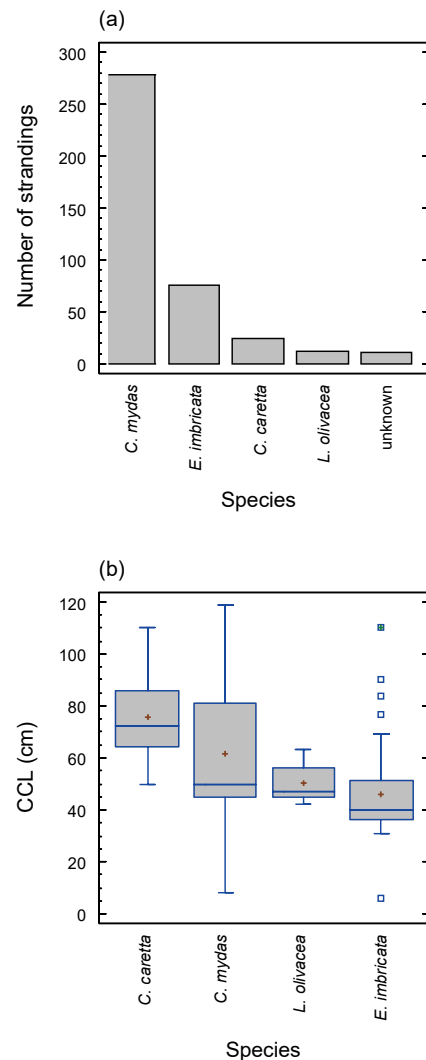 (a)
Number of strandings
300
250
200
150
100
50
0
C. mydas
E. imbricata
C. caretta
L. olivacea
unknown
Species
(b)
CCL (cm)
120
100
80
60
40
20
0
C. caretta
C. mydas
L. olivacea
E. imbricata
Species